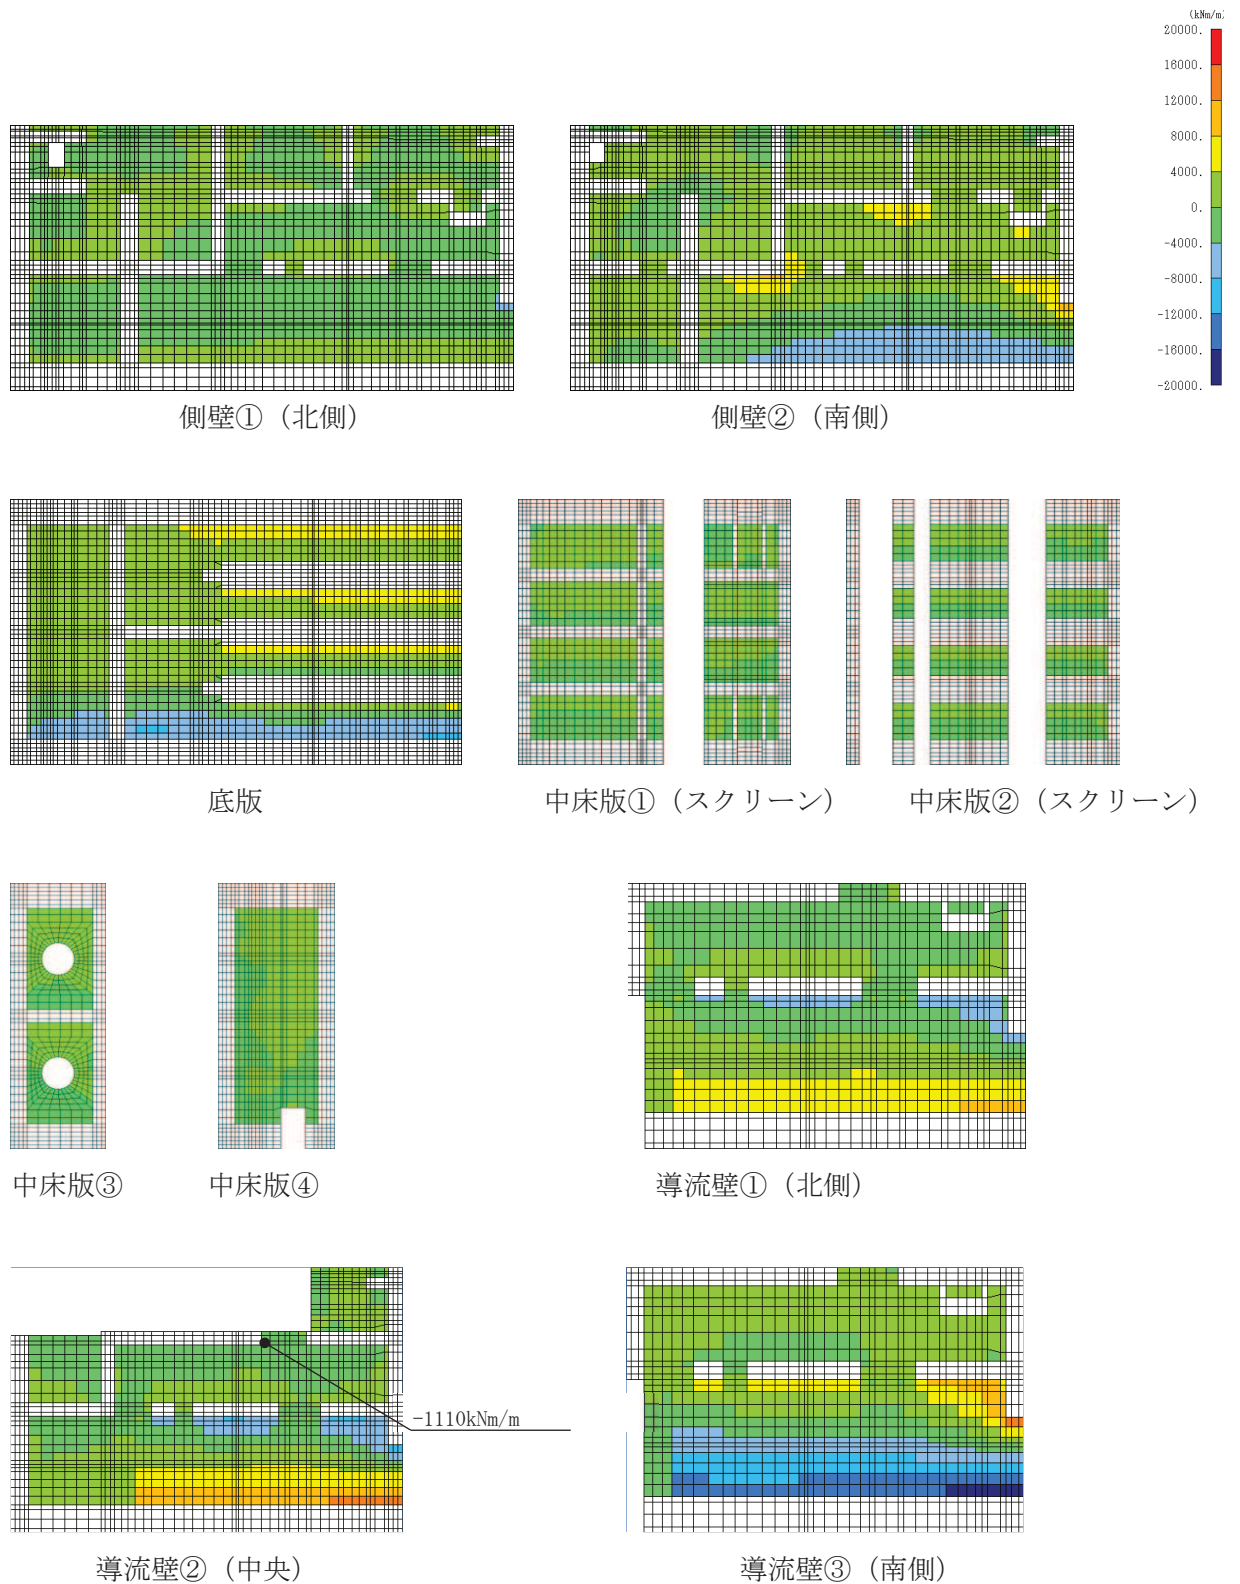 (kNm/m)
20000.
16000.
12000.
8000.
4000.
0.
-4000.
-8000.
-12000.
-16000.
-20000.
側壁①（北側）
側壁②（南側）
底版
中床版①（スクリーン）
中床版②（スクリーン）
中床版③
中床版④
導流壁①（北側）
-1110kNm/m
導流壁②（中央）
導流壁③（南側）